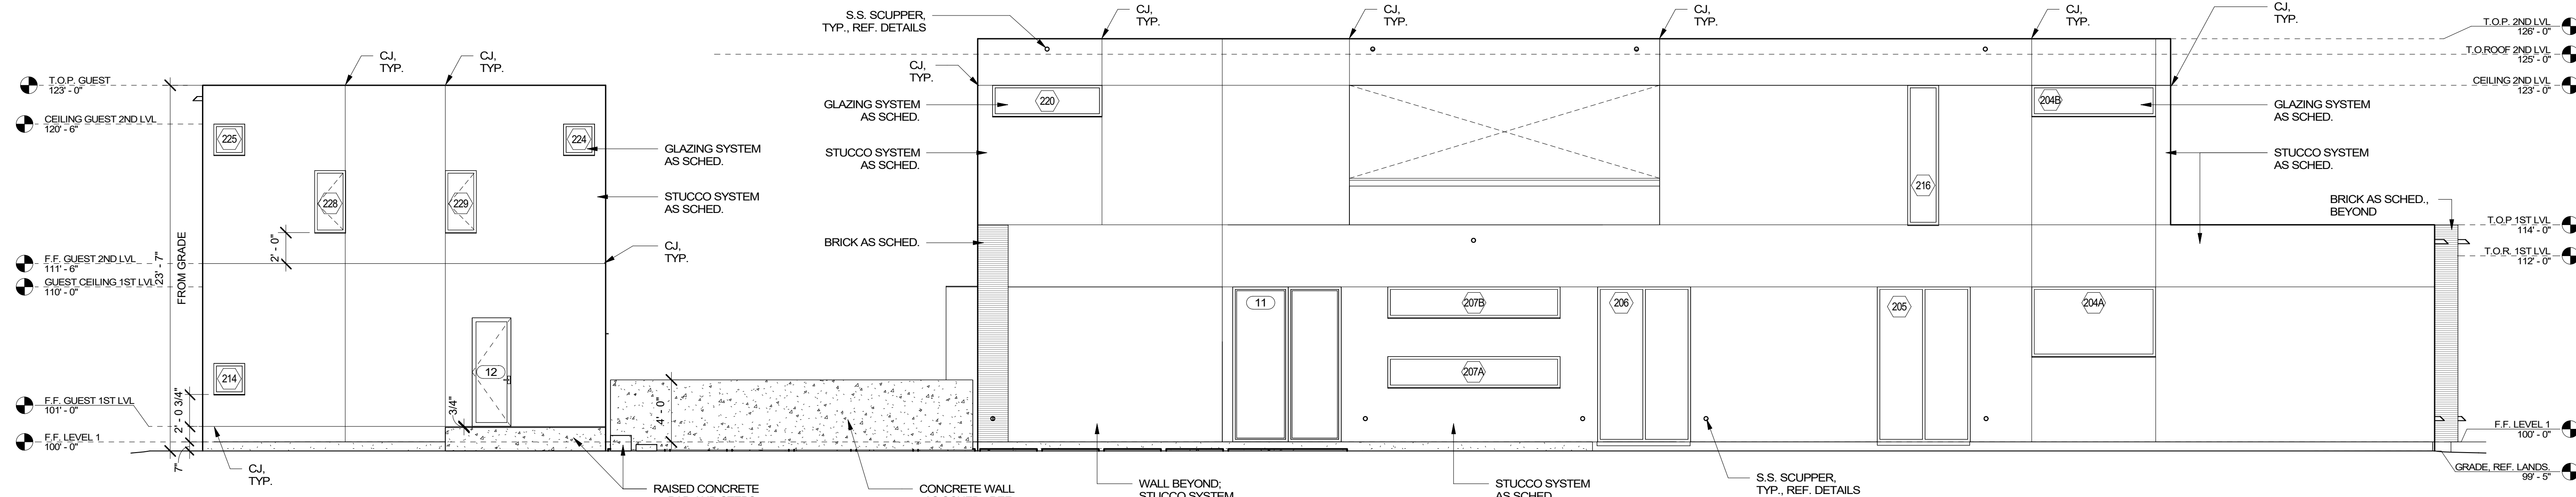 T.O.P. GUEST
123' - 0"
CEILING GUEST 2ND LVL
120' - 6"
F.F. GUEST 2ND LVL
111' - 6"
GUEST CEILING 1ST LVL
110' - 0"
F.F. GUEST 1ST LVL
101' - 0"
F.F. LEVEL 1
100' - 0"
23' - 7"
FROM GRADE
2' - 0 3/4"
7"
2' - 0"
3/4"
225
224
228
229
214
12
CJ,
TYP.
CJ,
TYP.
GLAZING SYSTEM
AS SCHED.
STUCCO SYSTEM
AS SCHED.
CJ,
TYP.
CJ,
TYP.
RAISED CONCRETE
4' - 0"
CONCRETE WALL
S.S. SCUPPER,
TYP., REF. DETAILS
CJ,
TYP.
CJ,
TYP.
CJ,
TYP.
CJ,
TYP.
CJ,
TYP.
CJ,
TYP.
GLAZING SYSTEM
AS SCHED.
STUCCO SYSTEM
AS SCHED.
BRICK AS SCHED.
220
216
204B
11
207B
207A
206
205
204A
WALL BEYOND;
STUCCO SYSTEM
STUCCO SYSTEM
AS SCHED.
S.S. SCUPPER,
TYP., REF. DETAILS
GLAZING SYSTEM
AS SCHED.
STUCCO SYSTEM
AS SCHED.
BRICK AS SCHED.,
BEYOND
T.O.P. 2ND LVL
126' - 0"
T.O.ROOF 2ND LVL
125' - 0"
CEILING 2ND LVL
123' - 0"
T.O.P 1ST LVL
114' - 0"
T.O.R. 1ST LVL
112' - 0"
F.F. LEVEL 1
100' - 0"
GRADE, REF. LANDS.
99' - 5"